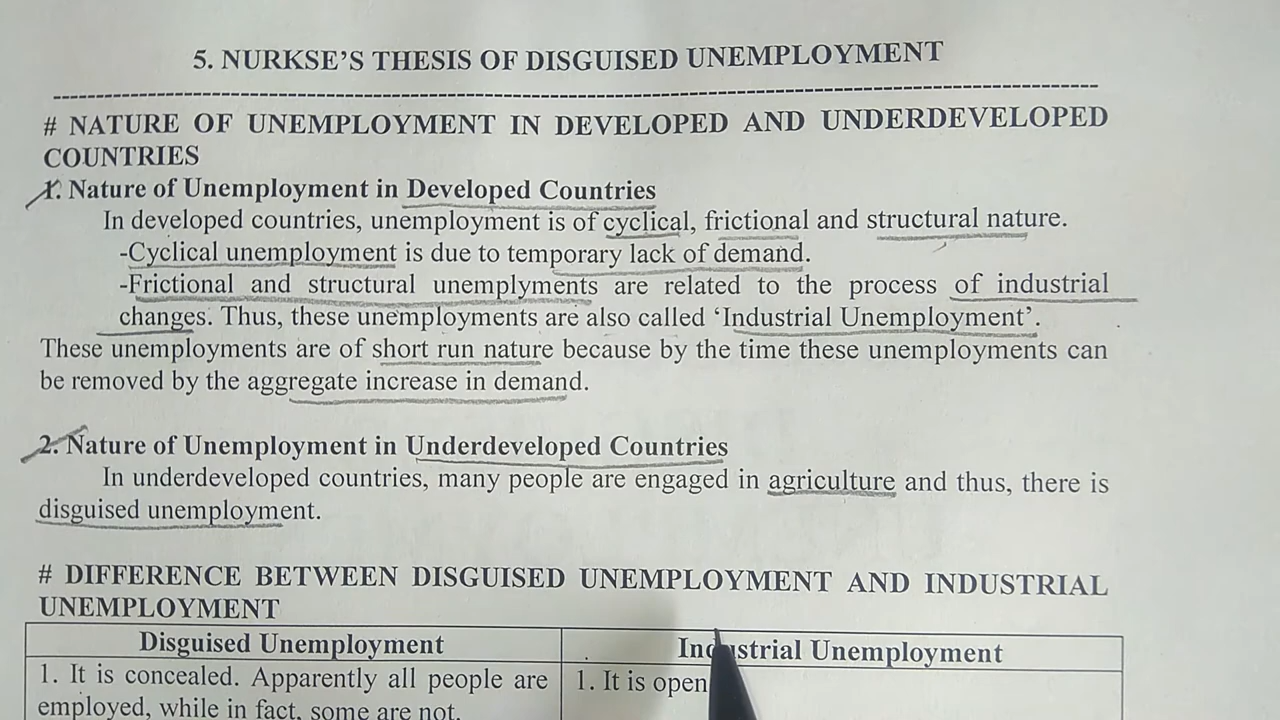 5. NURKSE’S THESIS OF DISGUISED UNEMPLOYMENT
# NATURE OF UNEMPLOYMENT IN DEVELOPED AND UNDERDEVELOPED
COUNTRIES
1. Nature of Unemployment in Developed Countries
In developed countries, unemployment is of cyclical, frictional and structural nature.
-Cyclical unemployment is due to temporary lack of demand.
-Frictional and structural unemplyments are related to the process of industrial
changes. Thus, these unemployments are also called ‘Industrial Unemployment’.
These unemployments are of short run nature because by the time these unemployments can
be removed by the aggregate increase in demand.
2. Nature of Unemployment in Underdeveloped Countries
In underdeveloped countries, many people are engaged in agriculture and thus, there is
disguised unemployment.
# DIFFERENCE BETWEEN DISGUISED UNEMPLOYMENT AND INDUSTRIAL
UNEMPLOYMENT
Disguised Unemployment
Industrial Unemployment
1. It is concealed. Apparently all people are
employed, while in fact, some are not.
1. It is open